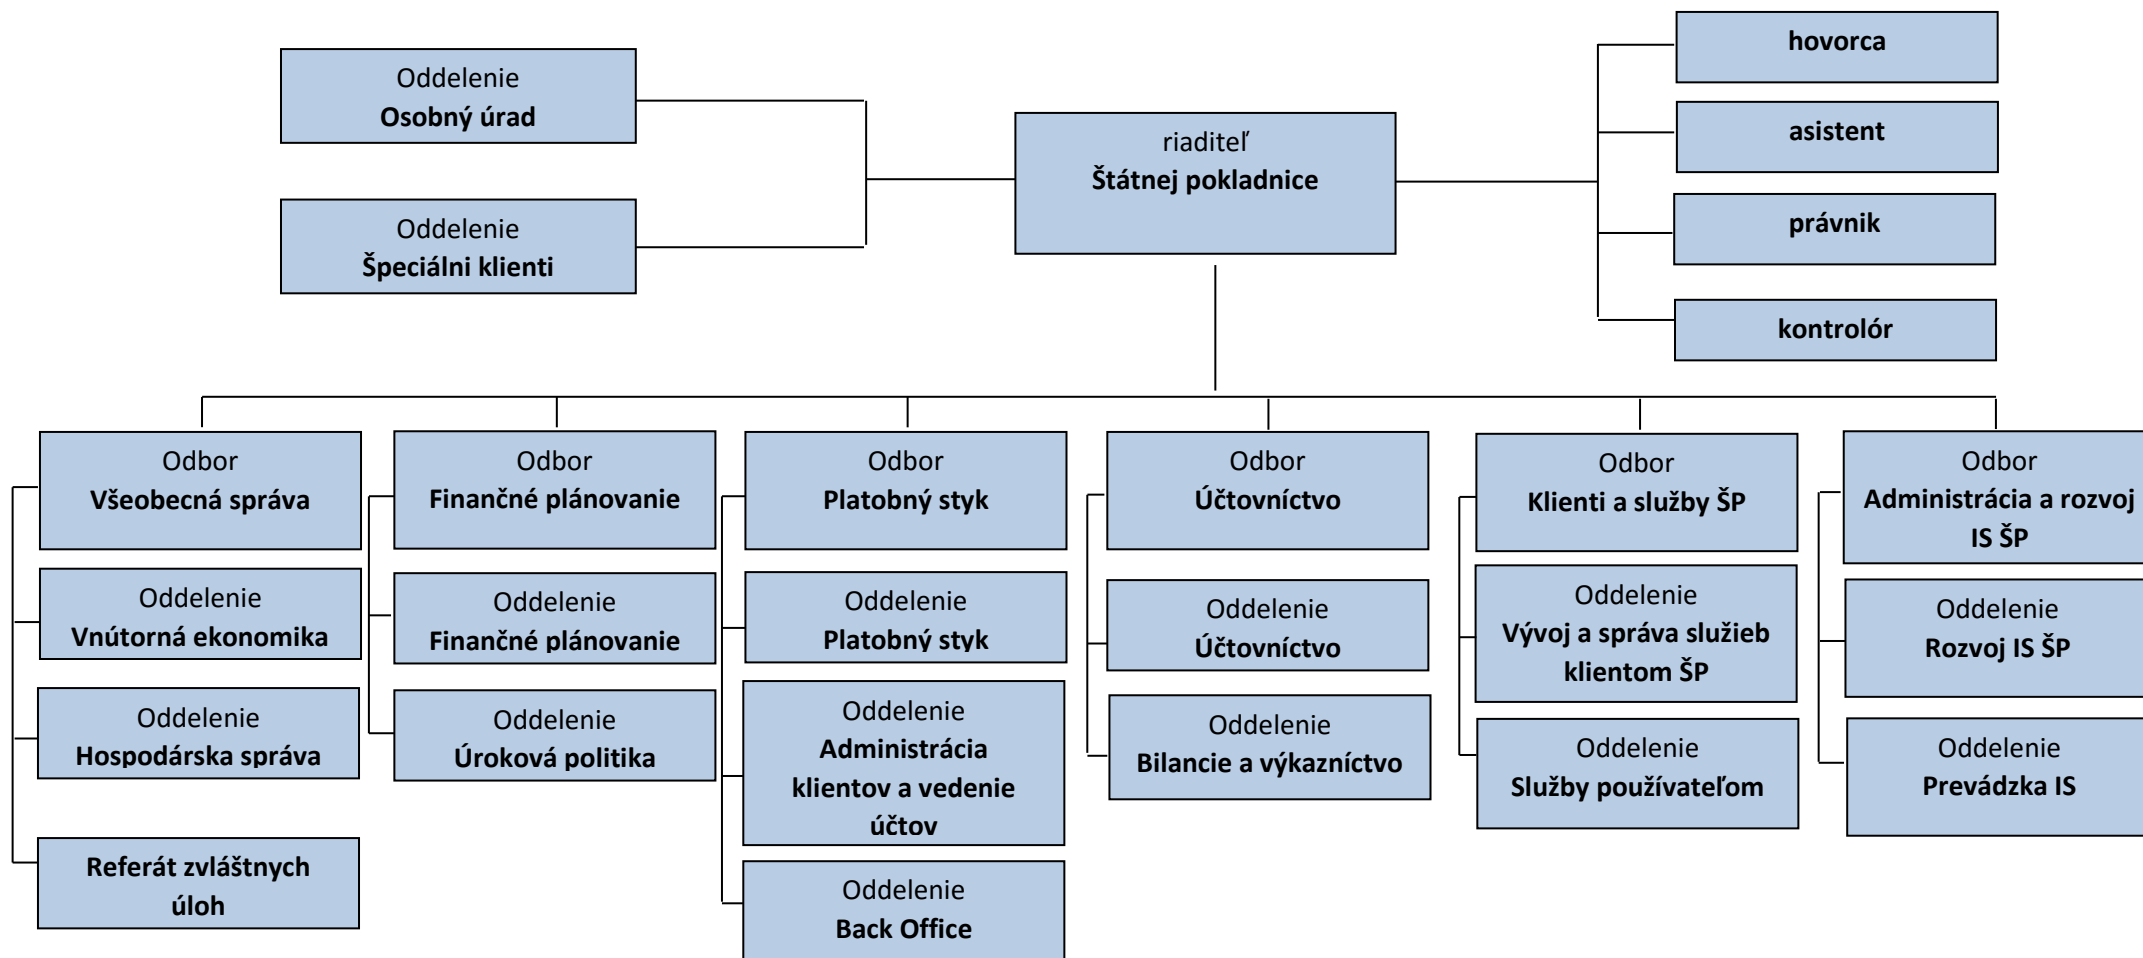 Oddelenie
Osobný úrad
Oddelenie
Špeciálni klienti
riaditeľ
Štátnej pokladnice
hovorca
asistent
právnik
kontrolór
Odbor
Všeobecná správa
Oddelenie
Vnútorná ekonomika
Oddelenie
Hospodárska správa
Referát zvláštnych
úloh
Odbor
Finančné plánovanie
Oddelenie
Finančné plánovanie
Oddelenie
Úroková politika
Odbor
Platobný styk
Oddelenie
Platobný styk
Oddelenie
Administrácia
klientov a vedenie
účtov
Oddelenie
Back Office
Odbor
Účtovníctvo
Oddelenie
Účtovníctvo
Oddelenie
Bilancie a výkazníctvo
Odbor
Klienti a služby ŠP
Oddelenie
Vývoj a správa služieb
klientom ŠP
Oddelenie
Služby používateľom
Odbor
Administrácia a rozvoj
IS ŠP
Oddelenie
Rozvoj IS ŠP
Oddelenie
Prevádzka IS